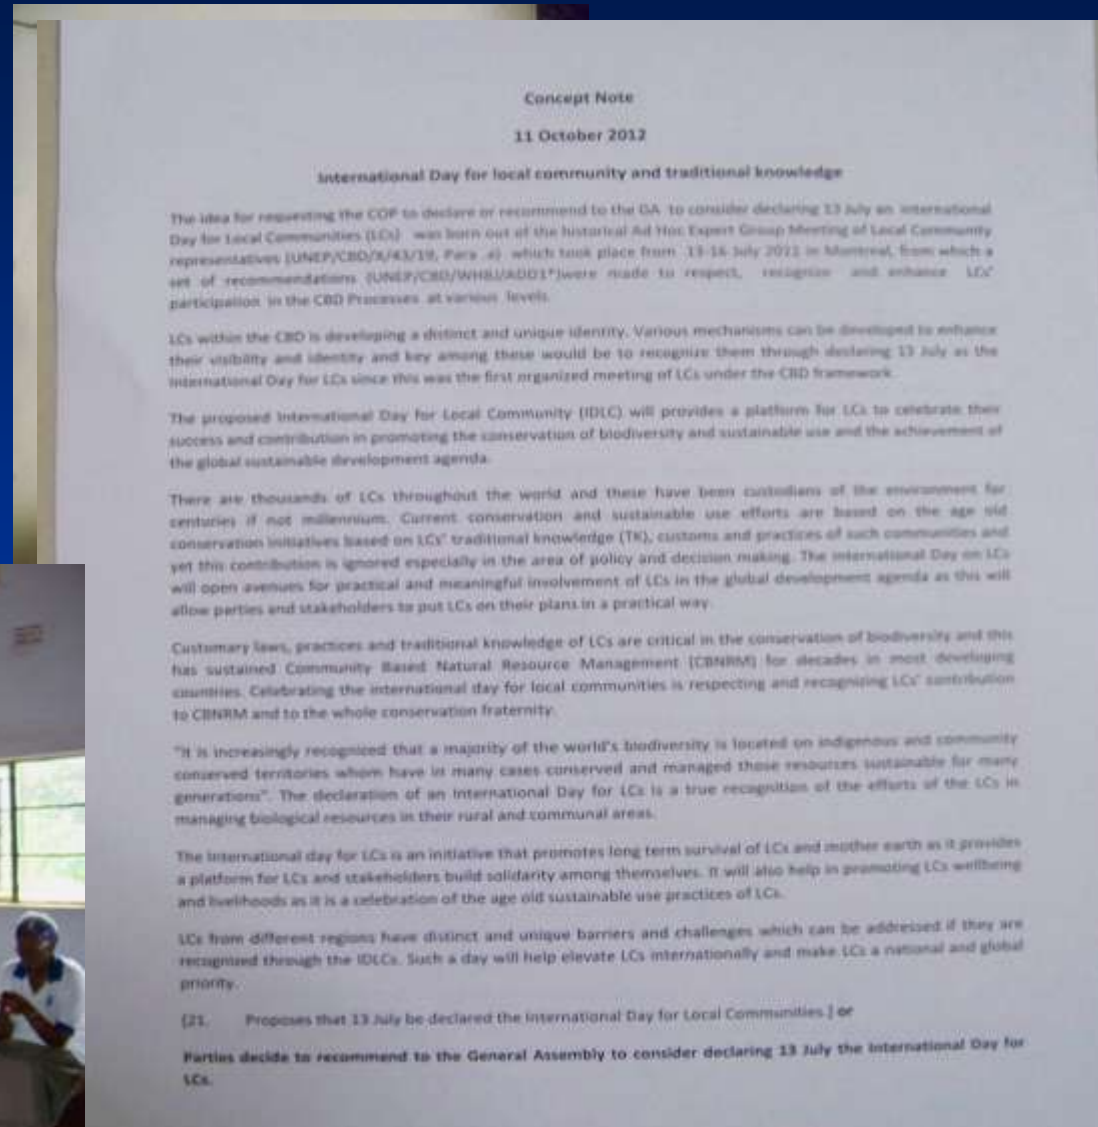 Concept Note
11 October 2012
International Day for local community and traditional knowledge
The idea for requesting the COP to declare or recommend to the GA to consider declaring 13 July an international
Day for Local Communities (LCs) was born out of the historical Ad Hoc Expert Group Meeting of Local Community
representatives (UNEP/CBD/X/43/19, Para which took place from 13-16 July 2011 in Montreal, from which a
set of recommendations were made to respect, recognize and enhance LCs'
participation in the CBD Processes at various levels.
LCs within the CBD is developing a distinct and unique identity. Various mechanisms can be developed to enhance
their visibility and identity and key among these would be to recognize them through declaring 13 July as the
International Day for LCs since this was the first organized meeting of LCs under the CBD framework.
The proposed International Day for Local Community (IDLC) will provides a platform for LCs to celebrate their
success and contribution in promoting the conservation of biodiversity and sustainable use and the achievement of
the global sustainable development agenda.
There are thousands of LCs throughout the world and these have been custodians of the environment for
centuries if not millennium. Current conservation and sustainable use efforts are based on the age old
conservation initiatives based on LCs' traditional knowledge (TK), customs and practices of such communities and
yet this contribution is ignored especially in the area of policy and decision making. The international Day on LCs
will open avenues for practical and meaningful involvement of LCs in the global development agenda as this will
allow parties and stakeholders to put LCs on their plans in a practical way.
Customary laws, practices and traditional knowledge of LCs are critical in the conservation of biodiversity and this
has sustained Community Based Natural Resource Management (CBNRM) for decades in most developing
countries. Celebrating the international day for local communities is respecting and recognizing LCs' contribution
to CBNRM and to the whole conservation fraternity.
"It is increasingly recognized that a majority of the world's biodiversity is located on indigenous and community
conserved territories whom have in many cases conserved and managed those resources sustainable for many
generations". The declaration of an International Day for LCs is a true recognition of the efforts of the LCs in
managing biological resources in their rural and communal areas.
The international day for LCs is an initiative that promotes long term survival of LCs and mother earth as it provides
a platform for LCs and stakeholders build solidarity among themselves. It will also help in promoting LCs wellbeing
and livelihoods as it is a celebration of the age old sustainable use practices of LCs.
LCs from different regions have distinct and unique barriers and challenges which can be addressed if they are
recognized through the IDLCs. Such a day will help elevate LCs internationally and make LCs a national and global
priority.
[21. Proposes that 13 July be declared the International Day for Local Communities.] or
Parties decide to recommend to the General Assembly to consider declaring 13 July the International Day for
LCs.